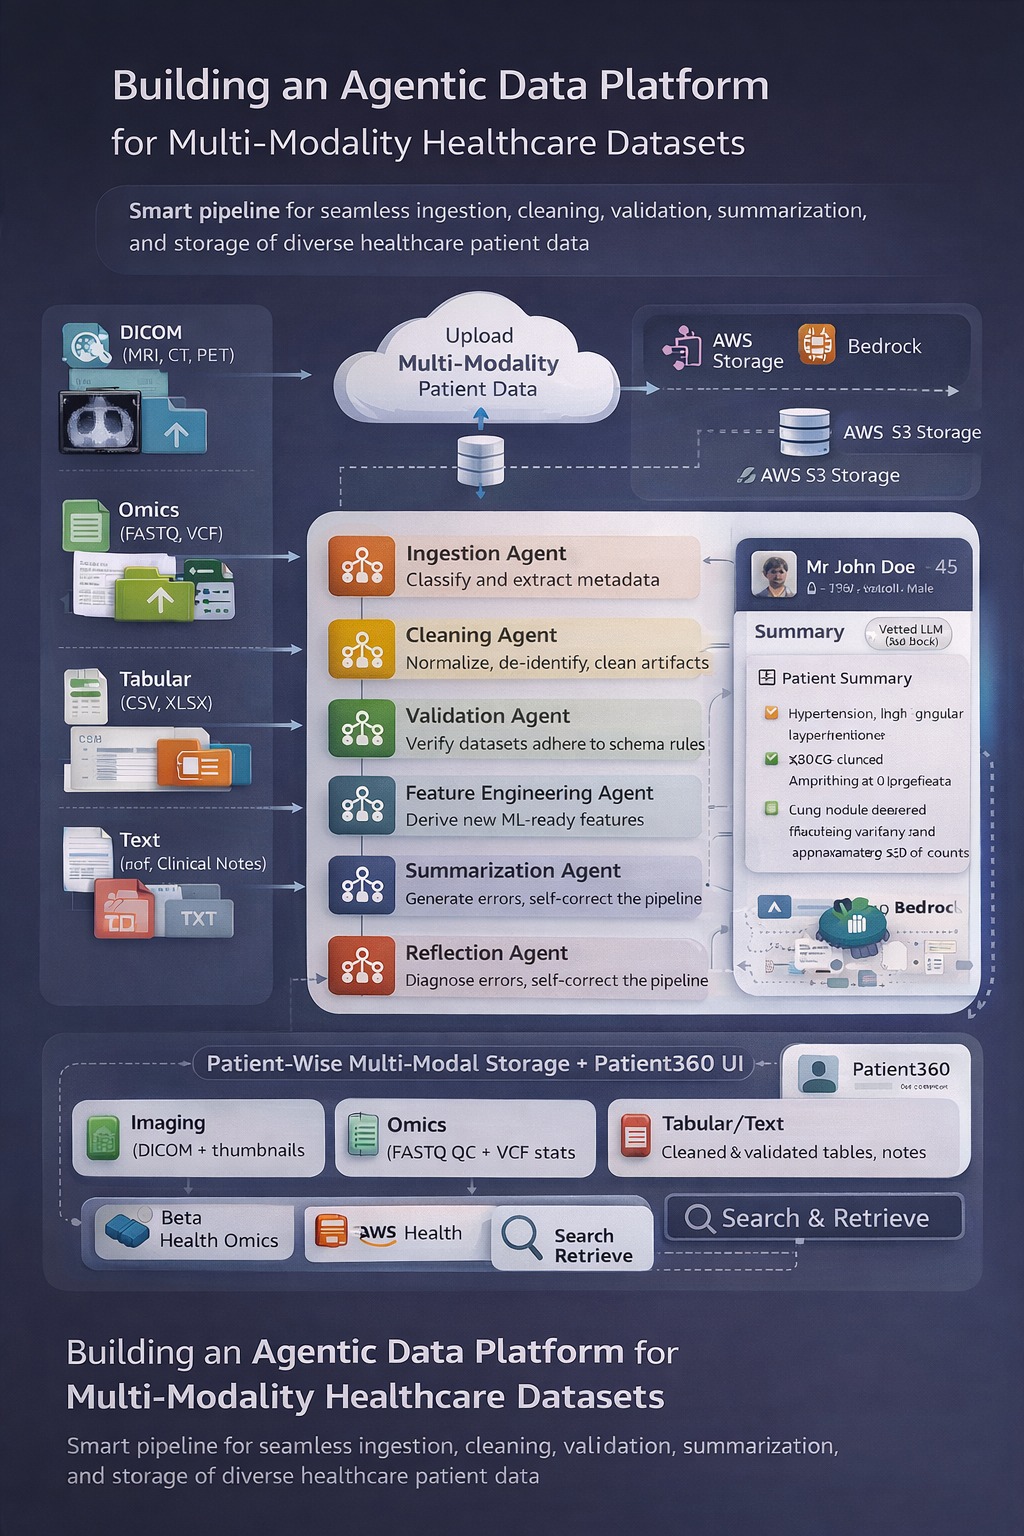 Building an Agentic Data Platform
for Multi-Modality Healthcare Datasets
Smart pipeline for seamless ingestion, cleaning, validation, summarization,
and storage of diverse healthcare patient data
DICOM
(MRI, CT, PET)
Omics
(FASTQ, VCF)
Tabular
(CSV, XLSX)
Text
Clinical Notes)
TXT
Upload
Multi-Modality
Patient Data
AWS
Storage
Bedrock
AWS S3 Storage
AWS S3 Storage
Ingestion Agent
Classify and extract metadata
Cleaning Agent
Normalize, de-identify, clean artifacts
Validation Agent
Verify datasets adhere to schema rules
Feature Engineering Agent
Derive new ML-ready features
Summarization Agent
Generate errors, self-correct the pipeline
Reflection Agent
Diagnose errors, self-correct the pipeline
Mr John Doe - 45
Male
Summary
Vetted LLM
Patient Summary
Hypertension,
nodule
of counts
Patient-Wise Multi-Modal Storage + Patient360 UI
Patient360
Imaging
(DICOM + thumbnails
Omics
(FASTQ QC + VCF stats
Tabular/Text
Cleaned & validated tables, notes
Beta
Health Omics
AWS Health
Search
Retrieve
Search & Retrieve
Building an Agentic Data Platform for
Multi-Modality Healthcare Datasets
Smart pipeline for seamless ingestion, cleaning, validation, summarization,
and storage of diverse healthcare patient data